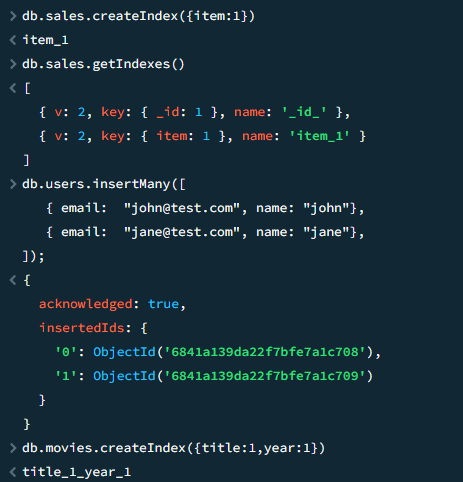 > db.sales.createIndex({item:1})
< item_1
> db.sales.getIndexes()
< [
    { v: 2, key: { _id: 1 }, name: '_id_' },
    { v: 2, key: { item: 1 }, name: 'item_1' }
  ]
> db.users.insertMany([
     { email:  "john@test.com", name: "john"},
     { email:  "jane@test.com", name: "jane"},
  ]);
< {
    acknowledged: true,
    insertedIds: {
      '0': ObjectId('6841a139da22f7bfe7a1c708'),
      '1': ObjectId('6841a139da22f7bfe7a1c709')
    }
  }
> db.movies.createIndex({title:1,year:1})
< title_1_year_1